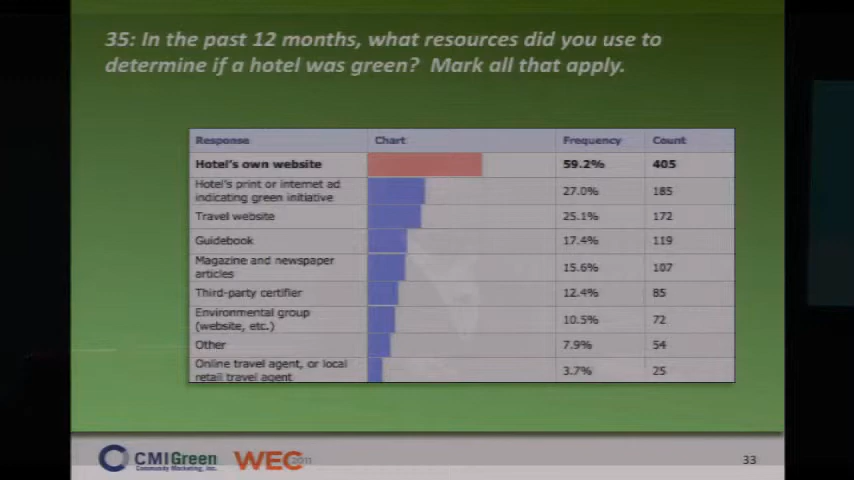 35: In the past 12 months, what resources did you use to
determine if a hotel was green? Mark all that apply.
Response Chart Frequency Count
Hotel's own website 59.2% 405
Hotel's print or internet ad
indicating green initiative 27.0% 185
Travel website 25.1% 172
Guidebook 17.4% 119
Magazine and newspaper
articles 15.6% 107
Third-party certifier 12.4% 85
Environmental group
(website, etc.) 10.5% 72
Other 7.9% 54
Online travel agent, or local
retail travel agent 3.7% 25
CMIGreen
Community Marketing, Inc.
WEC 2011
33